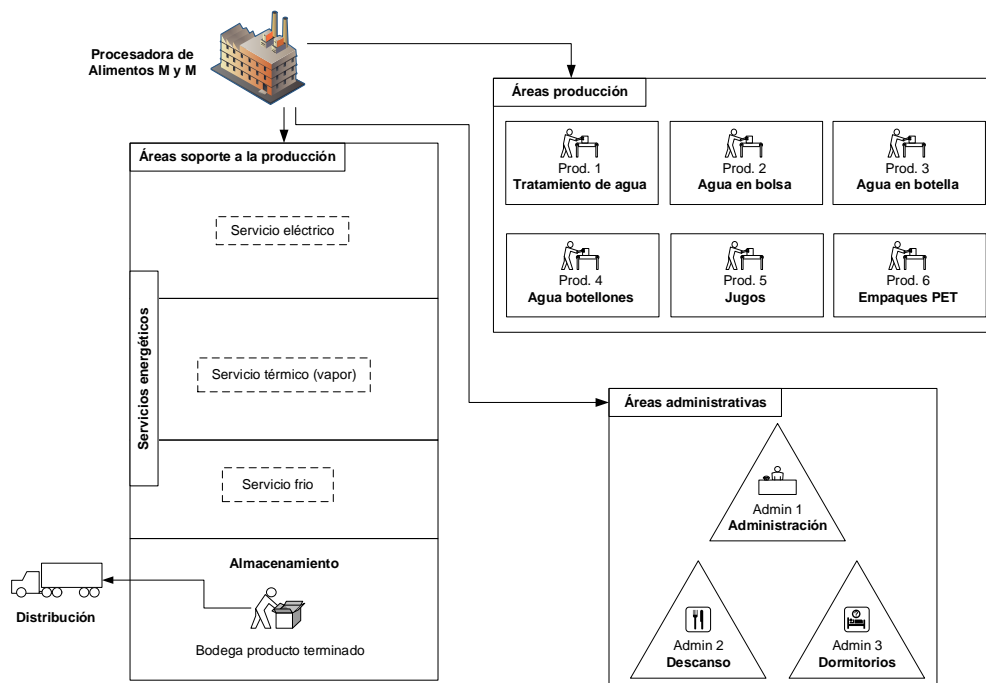 Procesadora de
Alimentos M y M
Áreas producción
Prod. 1
Tratamiento de agua
Prod. 2
Agua en bolsa
Prod. 3
Agua en botella
Prod. 4
Agua botellones
Prod. 5
Jugos
Prod. 6
Empaques PET
Áreas soporte a la producción
Servicios energéticos
Servicio eléctrico
Servicio térmico (vapor)
Servicio frio
Almacenamiento
Bodega producto terminado
Distribución
Áreas administrativas
Admin 1
Administración
Admin 2
Descanso
Admin 3
Dormitorios